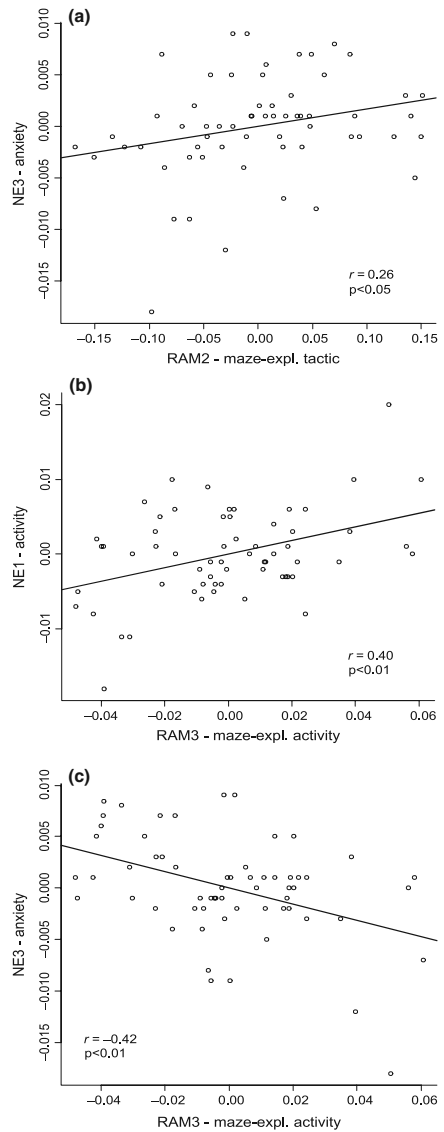 (a)
0.010
0.005
0.000
−0.005
−0.010
−0.015
NE3 - anxiety
r = 0.26
p<0.05
−0.15 −0.10 −0.05 0.00 0.05 0.10 0.15
RAM2 - maze-expl. tactic
(b)
0.02
0.01
0.00
−0.01
NE1 - activity
r = 0.40
p<0.01
−0.04 −0.02 0.00 0.02 0.04 0.06
RAM3 - maze-expl. activity
(c)
0.010
0.005
0.000
−0.005
−0.010
−0.015
NE3 - anxiety
r = −0.42
p<0.01
−0.04 −0.02 0.00 0.02 0.04 0.06
RAM3 - maze-expl. activity